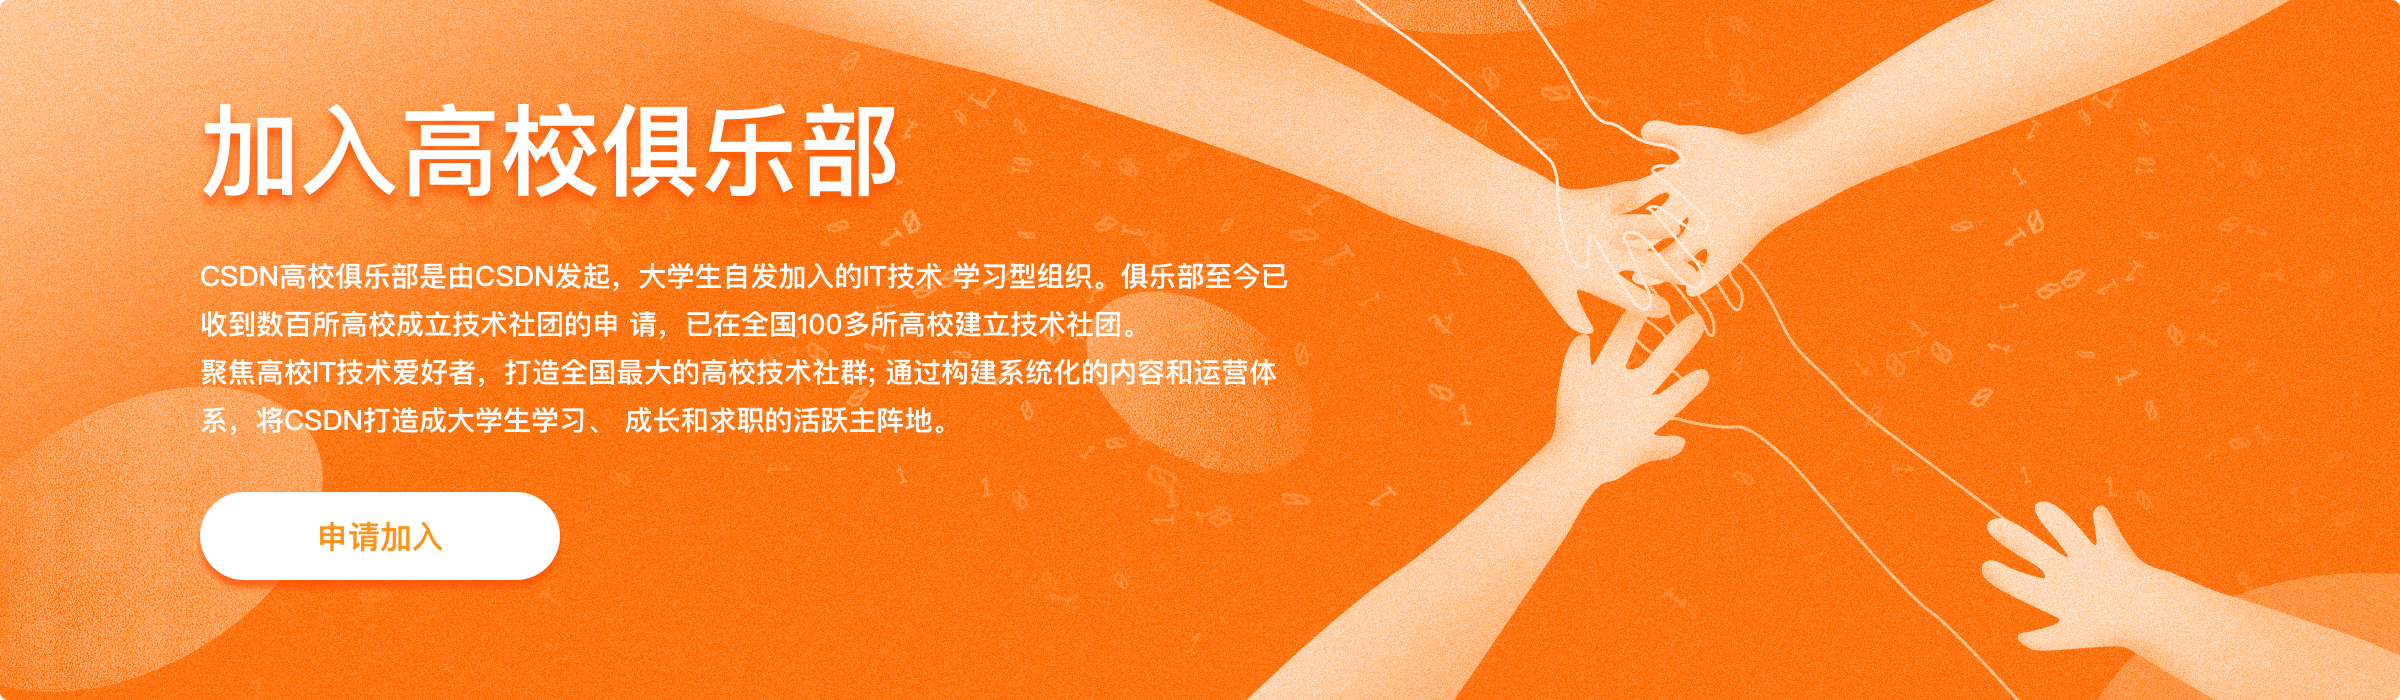 加入高校俱乐部
CSDN高校俱乐部是由CSDN发起，大学生自发加入的IT技术 学习型组织。俱乐部至今已
收到数百所高校成立技术社团的申 请，已在全国100多所高校建立技术社团。
聚焦高校IT技术爱好者，打造全国最大的高校技术社群; 通过构建系统化的内容和运营体
系，将CSDN打造成大学生学习、 成长和求职的活跃主阵地。
申请加入